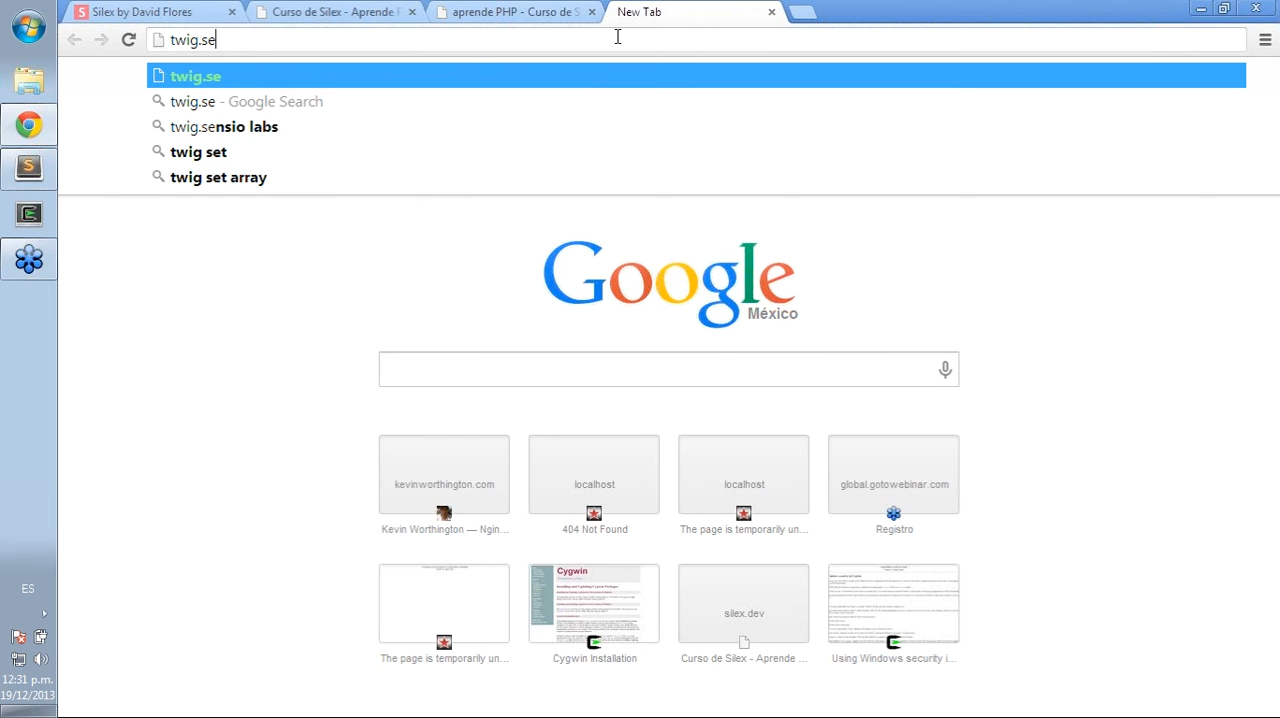 Silex by David Flores
Curso de Silex - Aprende P
aprende PHP - Curso de S
New Tab
twig.se
twig.se
twig.se - Google Search
twig.sensio labs
twig set
twig set array
Google
México
kevinworthington.com
localhost
localhost
global.gotowebinar.com
Kevin Worthington — Ngin...
404 Not Found
The page is temporarily un...
Registro
Cygwin
silex.dev
The page is temporarily un...
Cygwin Installation
Curso de Silex - Aprende ...
Using Windows security i...
ES
12:31 p.m.
19/12/2013